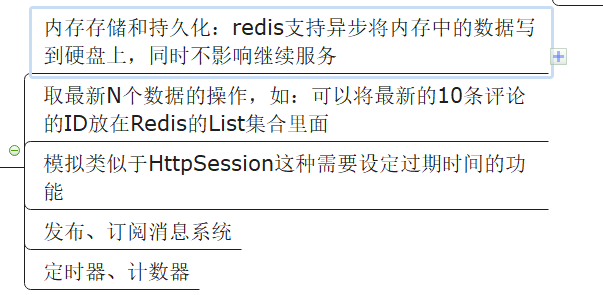 内存存储和持久化：redis支持异步将内存中的数据写
到硬盘上，同时不影响继续服务
取最新N个数据的操作，如：可以将最新的10条评论
的ID放在Redis的List集合里面
模拟类似于HttpSession这种需要设定过期时间的功
能
发布、订阅消息系统
定时器、计数器